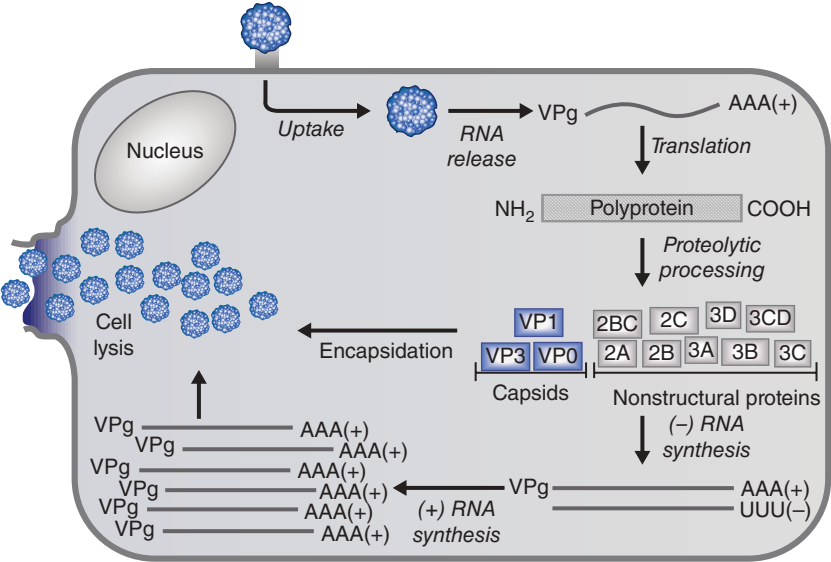 Uptake
RNA
release
VPg
AAA(+)
Nucleus
Translation
NH2
Polyprotein
COOH
Proteolytic
processing
VP1
VP3
VP0
2BC
2C
3D
3CD
2A
2B
3A
3B
3C
Cell
lysis
Encapsidation
Capsids
Nonstructural proteins
(–) RNA
synthesis
VPg AAA(+)
VPg AAA(+)
VPg AAA(+)
VPg AAA(+)
VPg AAA(+)
VPg AAA(+)
(+) RNA
synthesis
VPg
AAA(+)
UUU(–)